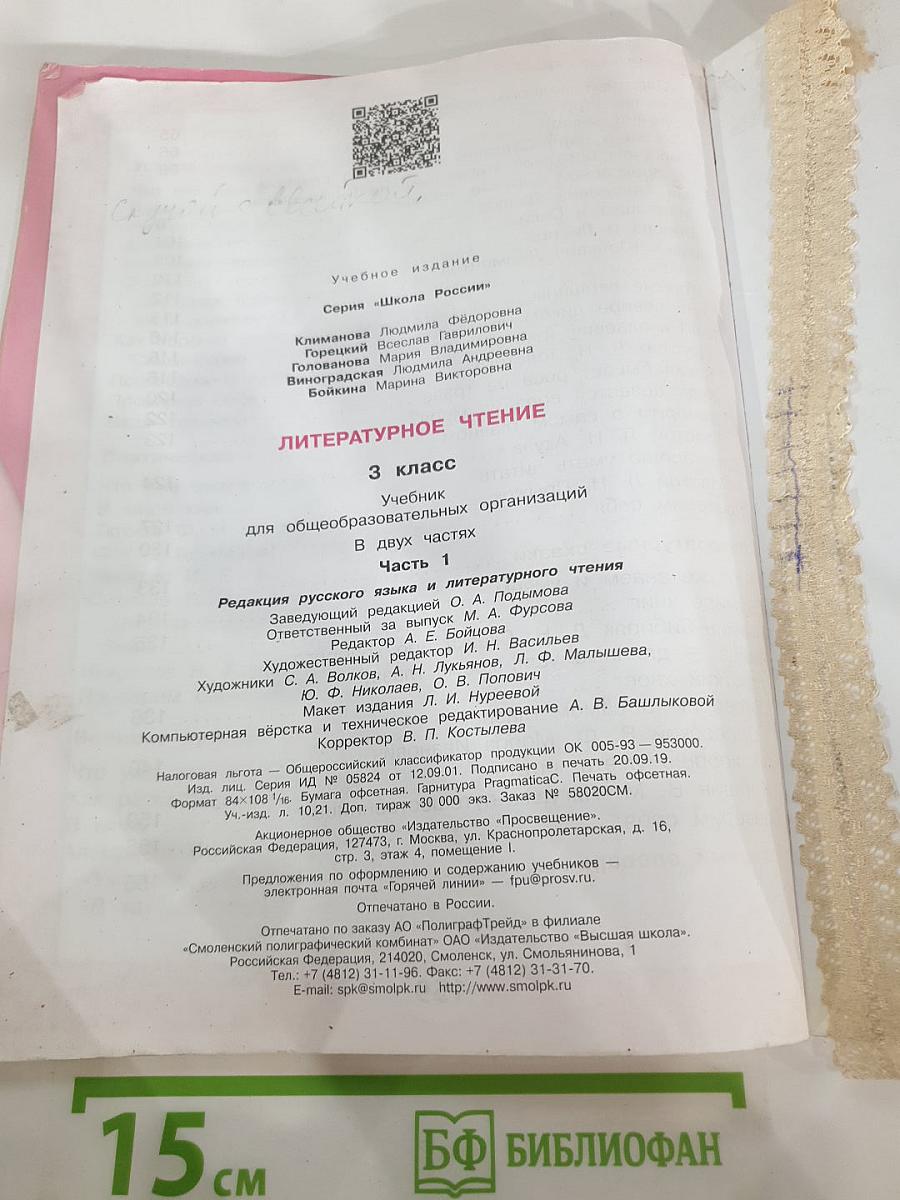 Учебное издание
Серия «Школа России»
Климанова Людмила Фёдоровна
Горецкий Всеслав Гаврилович
Голованова Мария Владимировна
Виноградская Людмила Андреевна
Бойкина Марина Викторовна
ЛИТЕРАТУРНОЕ ЧТЕНИЕ
3 класс
Учебник
для общеобразовательных организаций
В двух частях
Часть 1
Редакция русского языка и литературного чтения
Заведующий редакцией О. А. Подымова
Ответственный за выпуск М. А. Фурсова
Редактор А. Е. Бойцова
Художественный редактор И. Н. Васильев
Художники С. А. Волков, А. Н. Лукьянов, Л. Ф. Малышева,
Ю. Ф. Николаев, О. В. Попович
Макет издания Л. И. Нуреевой
Компьютерная вёрстка и техническое редактирование А. В. Башлыковой
Корректор В. П. Костылева
Налоговая льгота — Общероссийский классификатор продукции ОК 005-93 — 953000.
Изд. лиц. Серия ИД № 05824 от 12.09.01. Подписано в печать 20.09.19.
Формат 84×108 1/16. Бумага офсетная. Гарнитура PragmaticaC. Печать офсетная.
Уч.-изд. л. 10,21. Доп. тираж 30 000 экз. Заказ № 58020СМ.
Акционерное общество «Издательство «Просвещение».
Российская Федерация, 127473, г. Москва, ул. Краснопролетарская, д. 16,
стр. 3, этаж 4, помещение I.
Предложения по оформлению и содержанию учебников —
электронная почта «Горячей линии» — fpu@prosv.ru.
Отпечатано в России.
Отпечатано по заказу АО «ПолиграфТрейд» в филиале
«Смоленский полиграфический комбинат» ОАО «Издательство «Высшая школа».
Российская Федерация, 214020, Смоленск, ул. Смольянинова, 1
Тел.: +7 (4812) 31-11-96. Факс: +7 (4812) 31-31-70.
E-mail: spk@smolpk.ru http://www.smolpk.ru
15 см
БФ БИБЛИОФАН